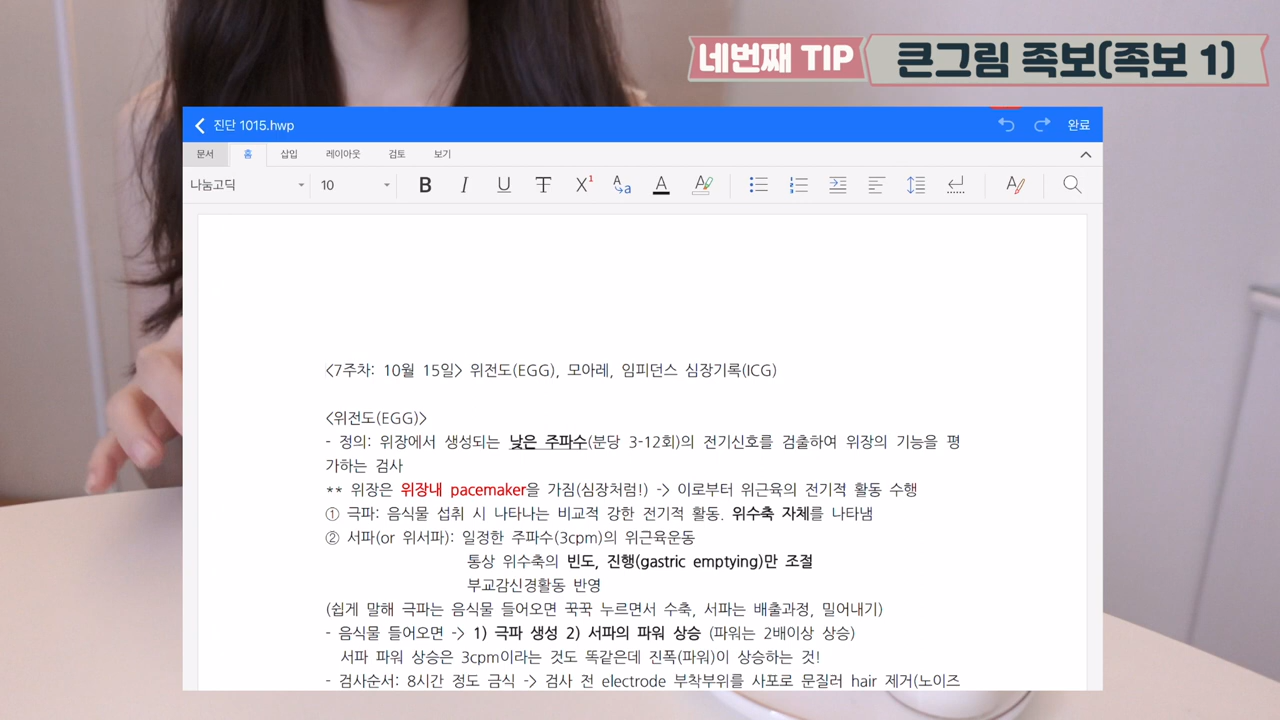 네번째 TIP 큰그림 족보(족보 1)
진단 1015.hwp 완료
문서 홈 삽입 레이아웃 검토 보기
나눔고딕 10 B I U T X¹ A a A A A
<7주차: 10월 15일> 위전도(EGG), 모아레, 임피던스 심장기록(ICG)
<위전도(EGG)>
- 정의: 위장에서 생성되는 낮은 주파수(분당 3-12회)의 전기신호를 검출하여 위장의 기능을 평
가하는 검사
** 위장은 위장내 pacemaker을 가짐(심장처럼!) -> 이로부터 위근육의 전기적 활동 수행
① 극파: 음식물 섭취 시 나타나는 비교적 강한 전기적 활동. 위수축 자체를 나타냄
② 서파(or 위서파): 일정한 주파수(3cpm)의 위근육운동
통상 위수축의 빈도, 진행(gastric emptying)만 조절
부교감신경활동 반영
(쉽게 말해 극파는 음식물 들어오면 꾹꾹 누르면서 수축, 서파는 배출과정, 밀어내기)
- 음식물 들어오면 -> 1) 극파 생성 2) 서파의 파워 상승 (파워는 2배이상 상승)
서파 파워 상승은 3cpm이라는 것도 똑같은데 진폭(파워)이 상승하는 것!
- 검사순서: 8시간 정도 금식 -> 검사 전 electrode 부착부위를 사포로 문질러 hair 제거(노이즈